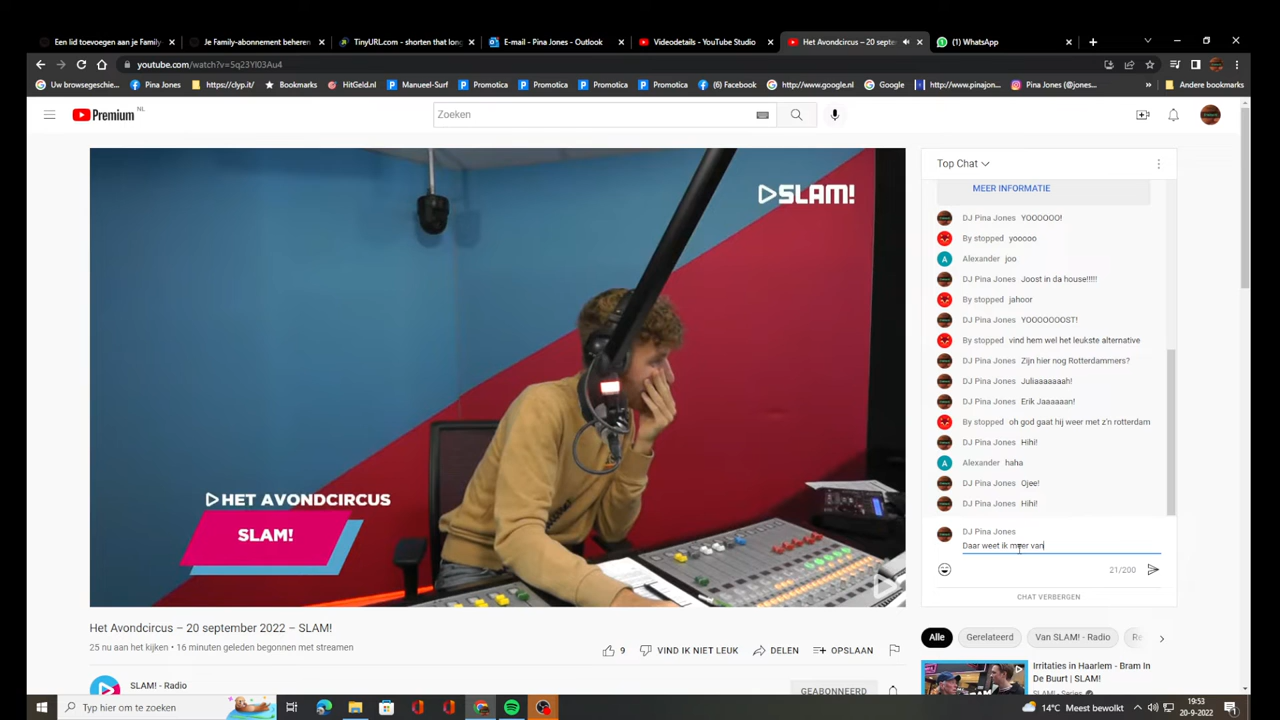 Een lid toevoegen aan je Family-
Je Family-abonnement beheren
TinyURL.com - shorten that long
E-mail - Pina Jones - Outlook
Videodetails - YouTube Studio
Het Avondcircus – 20 septe
(1) WhatsApp
youtube.com/watch?v=5q23YI03Au4
Uw browsegeschie...
Pina Jones
https://clyp.it/
Bookmarks
HitGeld.nl
Manueel-Surf
Promotica
Promotica
Promotica
Promotica
(2) Facebook
http://www.google.nl
Google
http://www.pinajon...
Pina Jones (@jones...
»
Andere bookmarks
Premium NL
Zoeken
SLAM!
HET AVONDCIRCUS
SLAM!
Top Chat
MEER INFORMATIE
DJ Pina Jones YOOOOOO!
By stopped yooooo
A Alexander joo
DJ Pina Jones Joost in da house!!!!!
By stopped jahoor
DJ Pina Jones YOOOOOOOST!
By stopped vind hem wel het leukste alternative
DJ Pina Jones Zijn hier nog Rotterdammers?
DJ Pina Jones Juliaaaaaaah!
DJ Pina Jones Erik Jaaaaaan!
By stopped oh god gaat hij weer met z'n rotterdam
DJ Pina Jones Hihi!
A Alexander haha
DJ Pina Jones Ojee!
DJ Pina Jones Hihi!
DJ Pina Jones
Daar weet ik meer van
21/200
CHAT VERBERGEN
Het Avondcircus – 20 september 2022 – SLAM!
25 nu aan het kijken • 16 minuten geleden begonnen met streamen
9
VIND IK NIET LEUK
DELEN
OPSLAAN
SLAM! - Radio
GEABONNEERD
Alle
Gerelateerd
Van SLAM! - Radio
Re
Irritaties in Haarlem - Bram In
De Buurt | SLAM!
SLAM! - Series
Typ hier om te zoeken
14°C Meest bewolkt
19:53
20-9-2022